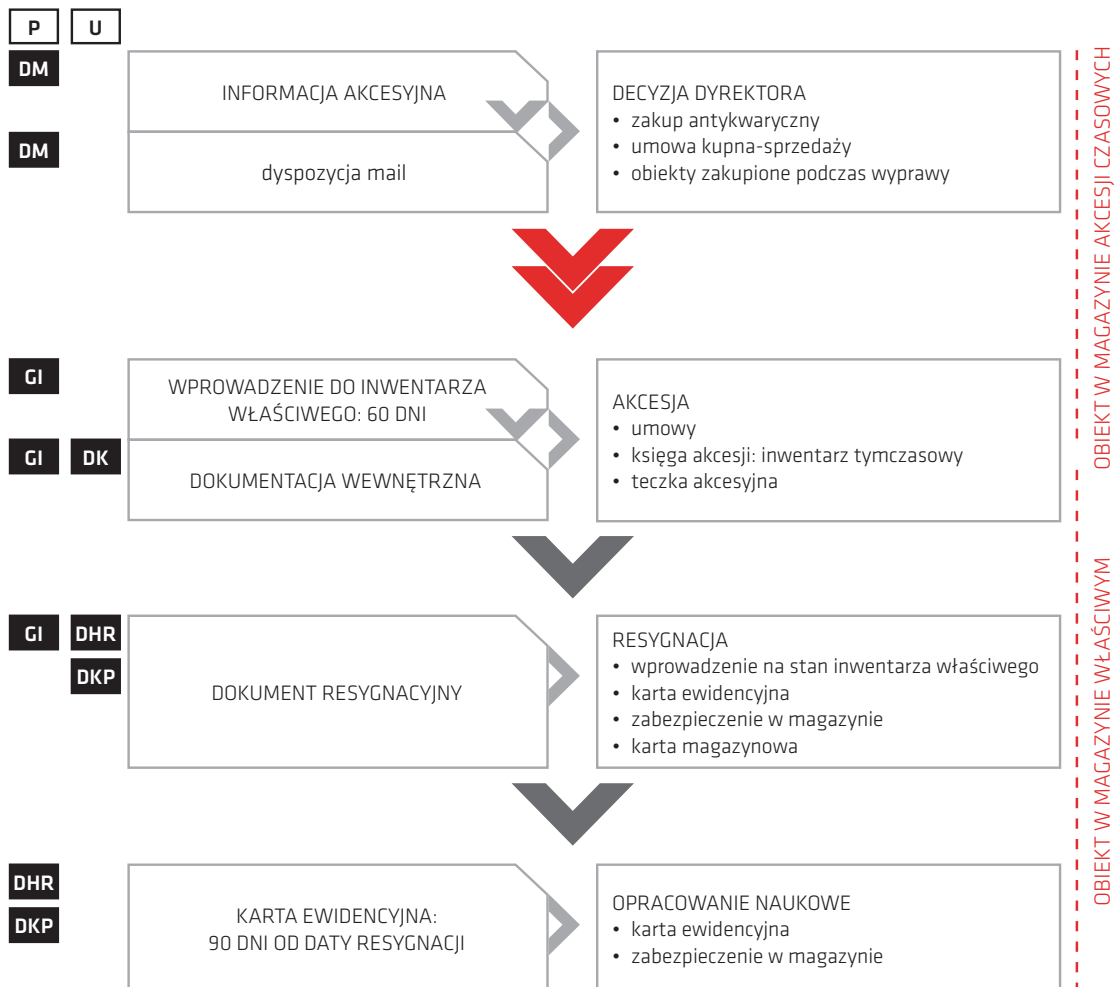 P U
DM
INFORMACJA AKCESYJNA
DM
dyspozycja mail
DECYZJA DYREKTORA
• zakup antykwaryczny
• umowa kupna-sprzedaży
• obiekty zakupione podczas wyprawy
GI
WPROWADZENIE DO INWENTARZA
WŁAŚCIWEGO: 60 DNI
GI DK
DOKUMENTACJA WEWNĘTRZNA
AKCESJA
• umowy
• księga akcesji: inwentarz tymczasowy
• teczka akcesyjna
OBIEKT W MAGAZYNIE AKCESJI CZASOWYCH
GI DHR
DKP
DOKUMENT RESYGNACYJNY
RESYGNACJA
• wprowadzenie na stan inwentarza właściwego
• karta ewidencyjna
• zabezpieczenie w magazynie
• karta magazynowa
DHR
DKP
KARTA EWIDENCYJNA:
90 DNI OD DATY RESYGNACJI
OPRACOWANIE NAUKOWE
• karta ewidencyjna
• zabezpieczenie w magazynie
OBIEKT W MAGAZYNIE WŁAŚCIWYM